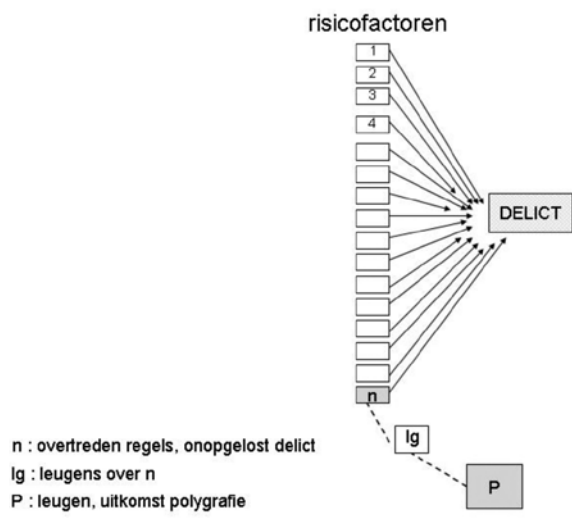 risicofactoren
1
2
3
4
DELICT
n
lg
P
n : overtreden regels, onopgelost delict
lg : leugens over n
P : leugen, uitkomst polygrafie